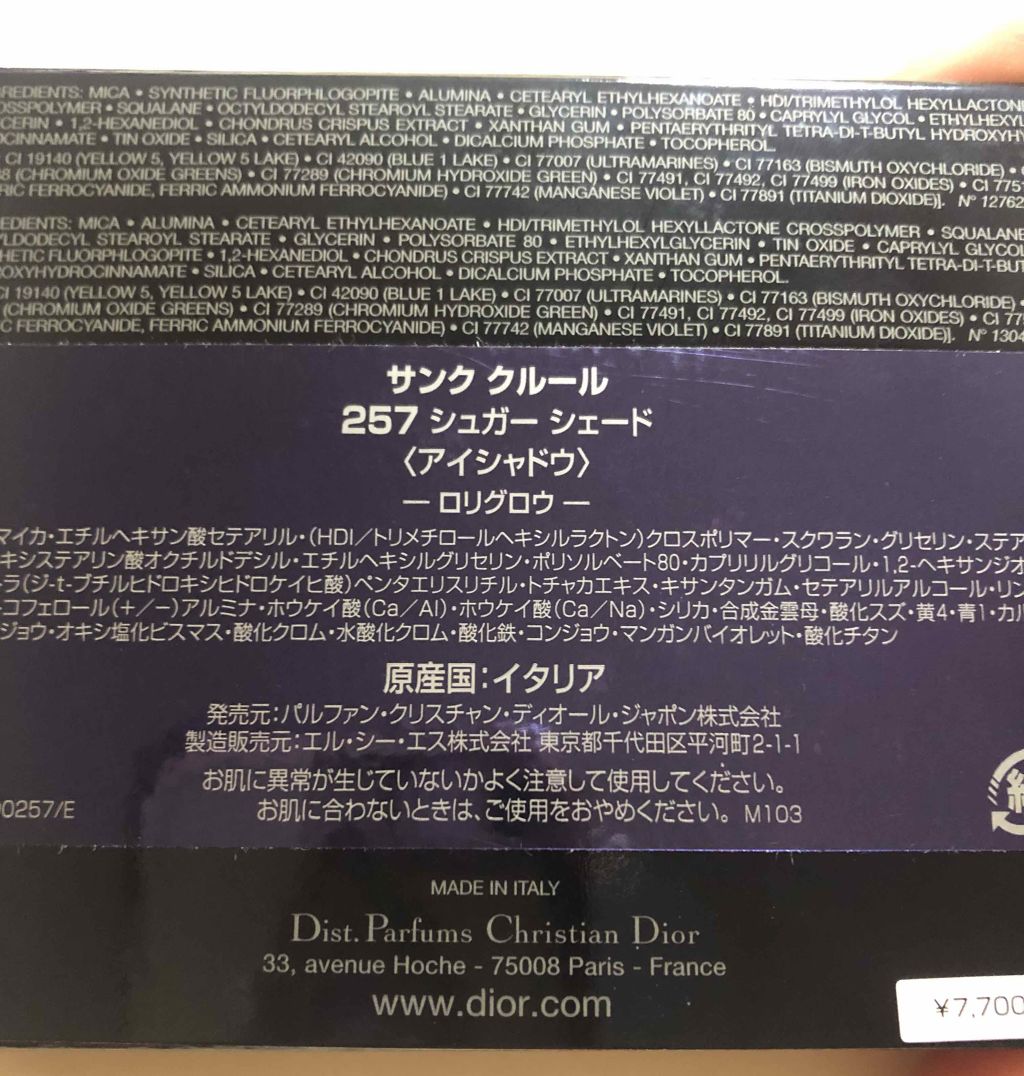 REDIENTS: MICA • SYNTHETIC FLUORPHLOGOPITE • ALUMINA • CETEARYL ETHYLHEXANOATE • HDI/TRIMETHYLOL HEXYLLACTONE
OSSPOLYMER • SQUALANE • OCTYLDODECYL STEAROYL STEARATE • GLYCERIN • POLYSORBATE 80 • CAPRYLYL GLYCOL • ETHYLHEXYL
CERIN • 1,2-HEXANEDIOL • CHONDRUS CRISPUS EXTRACT • XANTHAN GUM • PENTAERYTHRITYL TETRA-DI-T-BUTYL HYDROXYHY
OCINNAMATE • TIN OXIDE • SILICA • CETEARYL ALCOHOL • DICALCIUM PHOSPHATE • TOCOPHEROL.
CI 19140 (YELLOW 5, YELLOW 5 LAKE) • CI 42090 (BLUE 1 LAKE) • CI 77007 (ULTRAMARINES) • CI 77163 (BISMUTH OXYCHLORIDE) •
8 (CHROMIUM OXIDE GREENS) • CI 77289 (CHROMIUM HYDROXIDE GREEN) • CI 77491, CI 77492, CI 77499 (IRON OXIDES) • CI 7751
RIC FERROCYANIDE, FERRIC AMMONIUM FERROCYANIDE) • CI 77742 (MANGANESE VIOLET) • CI 77891 (TITANIUM DIOXIDE)]. N° 12762
EDIENTS: MICA • ALUMINA • CETEARYL ETHYLHEXANOATE • HDI/TRIMETHYLOL HEXYLLACTONE CROSSPOLYMER • SQUALANE
YLDODECYL STEAROYL STEARATE • GLYCERIN • POLYSORBATE 80 • ETHYLHEXYLGLYCERIN • TIN OXIDE • CAPRYLYL GLYCOL
HETIC FLUORPHLOGOPITE • 1,2-HEXANEDIOL • CHONDRUS CRISPUS EXTRACT • XANTHAN GUM • PENTAERYTHRITYL TETRA-DI-T-BU
ROXYHYDROCINNAMATE • SILICA • CETEARYL ALCOHOL • DICALCIUM PHOSPHATE • TOCOPHEROL.
CI 19140 (YELLOW 5, YELLOW 5 LAKE) • CI 42090 (BLUE 1 LAKE) • CI 77007 (ULTRAMARINES) • CI 77163 (BISMUTH OXYCHLORIDE) •
(CHROMIUM OXIDE GREENS) • CI 77289 (CHROMIUM HYDROXIDE GREEN) • CI 77491, CI 77492, CI 77499 (IRON OXIDES) • CI 775
C FERROCYANIDE, FERRIC AMMONIUM FERROCYANIDE) • CI 77742 (MANGANESE VIOLET) • CI 77891 (TITANIUM DIOXIDE)]. N° 1304
サンク クルール
257 シュガー シェード
〈アイシャドウ〉
— ロリグロウ —
マイカ・エチルヘキサン酸セテアリル・(HDI/トリメチロールヘキシルラクトン)クロスポリマー・スクワラン・グリセリン・ステア
キシステアリン酸オクチルドデシル・エチルヘキシルグリセリン・ポリソルベート80・カプリリルグリコール・1,2-ヘキサンジオ
ラ(ジ-t-ブチルヒドロキシヒドロケイヒ酸)ペンタエリスリチル・トチャカエキス・キサンタンガム・セテアリルアルコール・リン
コフェロール(+/−)アルミナ・ホウケイ酸(Ca/Al)・ホウケイ酸(Ca/Na)・シリカ・合成金雲母・酸化スズ・黄4・青1・カル
ジョウ・オキシ塩化ビスマス・酸化クロム・水酸化クロム・酸化鉄・コンジョウ・マンガンバイオレット・酸化チタン
原産国:イタリア
発売元:パルファン・クリスチャン・ディオール・ジャポン株式会社
製造販売元:エル・シー・エス株式会社 東京都千代田区平河町2-1-1
お肌に異常が生じていないかよく注意して使用してください。
00257/E お肌に合わないときは、ご使用をおやめください。 M103
MADE IN ITALY
Dist. Parfums Christian Dior
33, avenue Hoche - 75008 Paris - France
www.dior.com
¥7,700